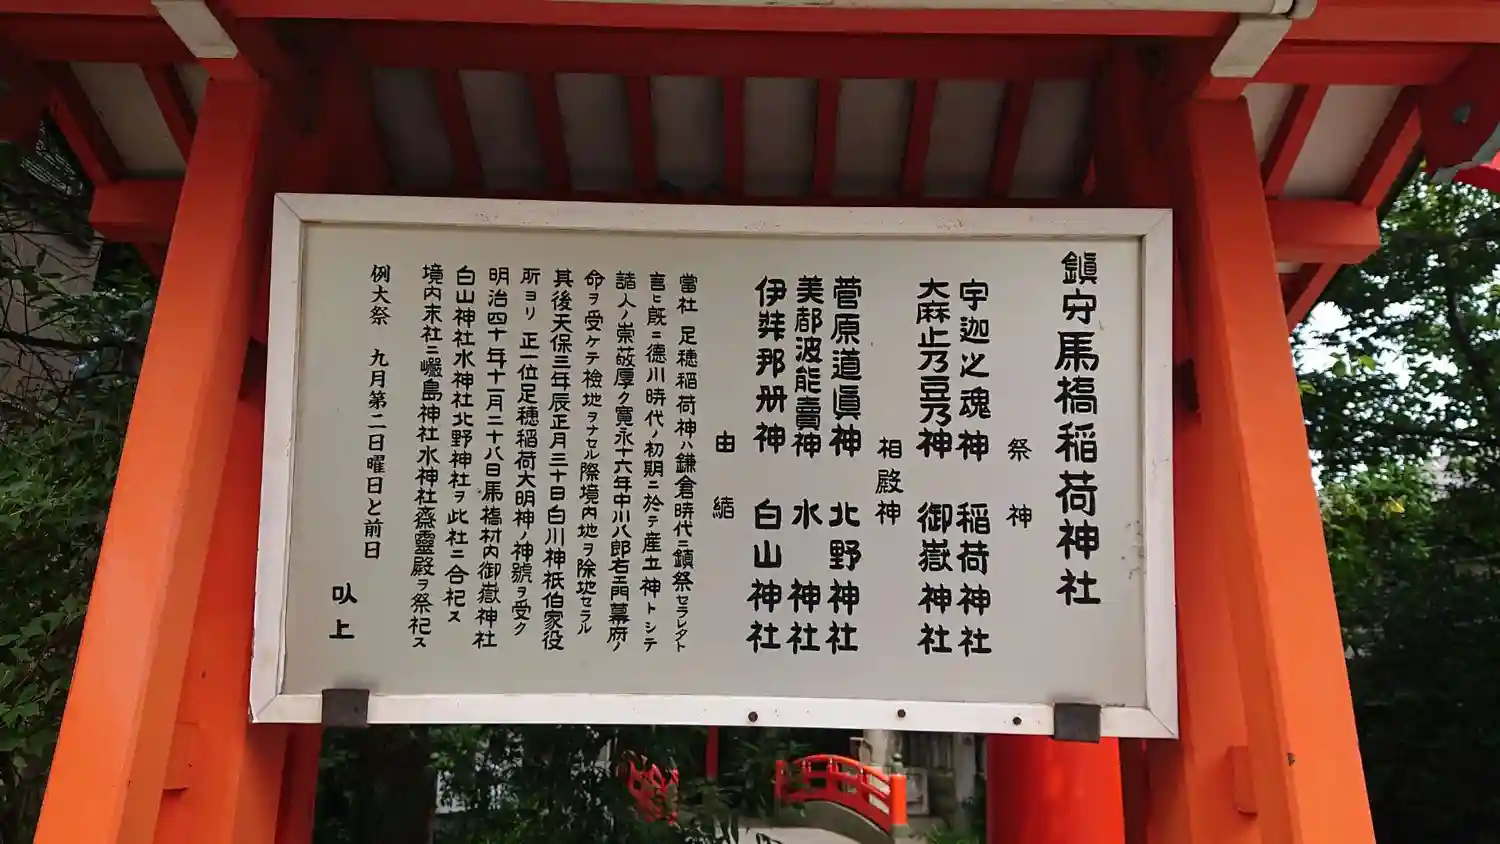 鎮守馬橋稲荷神社
祭神
宇迦之魂神 稲荷神社
大麻止乃豆乃神 御嶽神社
相殿神
菅原道眞神 北野神社
美都波能賣神 水神社
伊弉那册神 白山神社
由緒
當社 足穂稲荷神ハ鎌倉時代ニ鎮祭セラレタト
言ヒ既ニ德川時代ノ初期ニ於テ産土神トシテ
諸人ノ崇敬厚ク寛永十六年中川八郎右エ門幕府ノ
命ヲ受ケテ検地ヲナセル際境内地ヲ除地セラル
其後天保三年辰正月三十日白川神祇伯家役
所ヨリ 正一位足穂稲荷大明神ノ神號ヲ受ク
明治四十年十一月二十八日馬橋村内御嶽神社
白山神社水神社北野神社ヲ此社ニ合祀ス
境内末社ニ巖島神社水神社齋靈殿ヲ祭祀ス
例大祭 九月第二日曜日と前日
以上